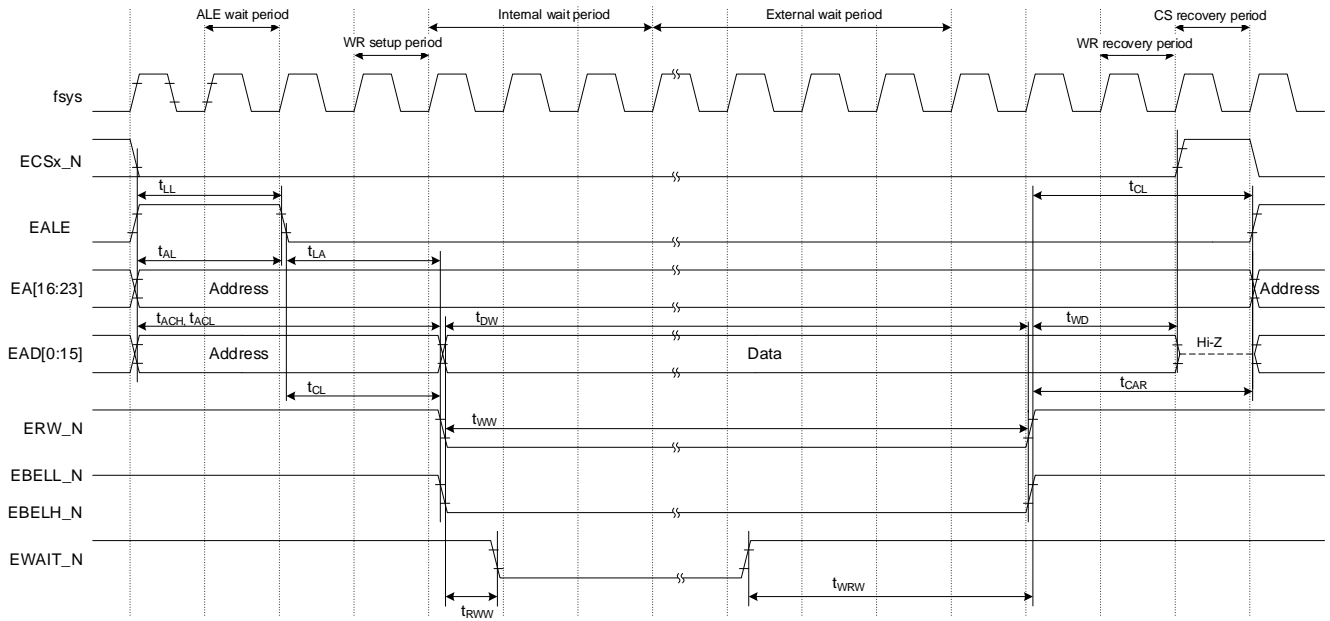 ALE wait period
Internal wait period
External wait period
CS recovery period
WR setup period
WR recovery period
fsys
ECSx_N
tLL
tCL
EALE
tAL
tLA
EA[16:23]
Address
Address
tACH, tACL
tDW
tWD
EAD[0:15]
Address
Data
Hi-Z
tCL
tCAR
ERW_N
tWW
EBELL_N
EBELH_N
EWAIT_N
tRWW
tWRW